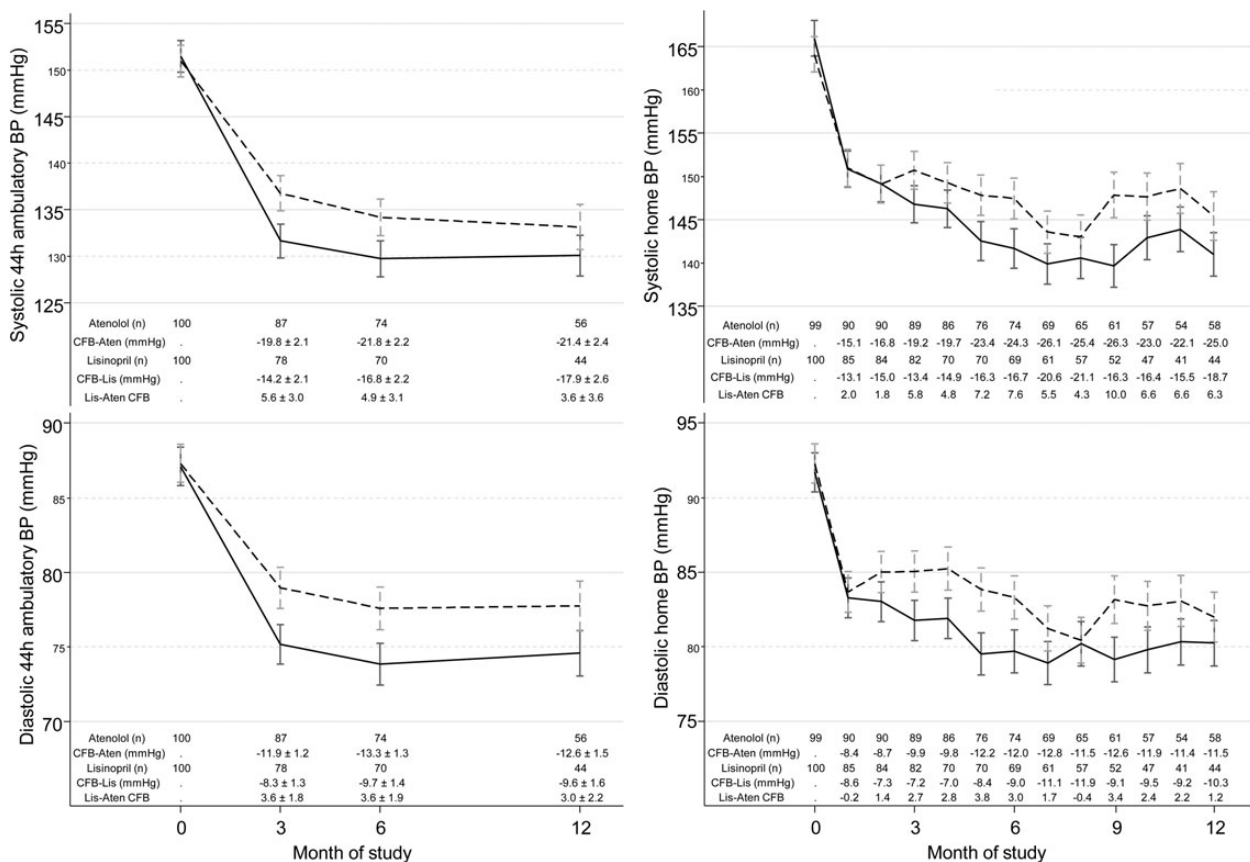 Systolic 44h ambulatory BP (mmHg)
155
150
145
140
135
130
125
Atenolol (n) 100 87 74 56
CFB-Aten (mmHg) . -19.8 ± 2.1 -21.8 ± 2.2 -21.4 ± 2.4
Lisinopril (n) 100 78 70 44
CFB-Lis (mmHg) . -14.2 ± 2.1 -16.8 ± 2.2 -17.9 ± 2.6
Lis-Aten CFB . 5.6 ± 3.0 4.9 ± 3.1 3.6 ± 3.6
Systolic home BP (mmHg)
165
160
155
150
145
140
135
Atenolol (n) 99 90 90 89 86 76 74 69 65 61 57 54 58
CFB-Aten (mmHg) . -15.1 -16.8 -19.2 -19.7 -23.4 -24.3 -26.1 -25.4 -26.3 -23.0 -22.1 -25.0
Lisinopril (n) 100 85 84 82 70 70 69 61 57 52 47 41 44
CFB-Lis (mmHg) . -13.1 -15.0 -13.4 -14.9 -16.3 -16.7 -20.6 -21.1 -16.3 -16.4 -15.5 -18.7
Lis-Aten CFB . 2.0 1.8 5.8 4.8 7.2 7.6 5.5 4.3 10.0 6.6 6.6 6.3
Diastolic 44h ambulatory BP (mmHg)
90
85
80
75
70
Atenolol (n) 100 87 74 56
CFB-Aten (mmHg) . -11.9 ± 1.2 -13.3 ± 1.3 -12.6 ± 1.5
Lisinopril (n) 100 78 70 44
CFB-Lis (mmHg) . -8.3 ± 1.3 -9.7 ± 1.4 -9.6 ± 1.6
Lis-Aten CFB . 3.6 ± 1.8 3.6 ± 1.9 3.0 ± 2.2
0 3 6 12
Month of study
Diastolic home BP (mmHg)
95
90
85
80
75
Atenolol (n) 99 90 90 89 86 76 74 69 65 61 57 54 58
CFB-Aten (mmHg) . -8.4 -8.7 -9.9 -9.8 -12.2 -12.0 -12.8 -11.5 -12.6 -11.9 -11.4 -11.5
Lisinopril (n) 100 85 84 82 70 70 69 61 57 52 47 41 44
CFB-Lis (mmHg) . -8.6 -7.3 -7.2 -7.0 -8.4 -9.0 -11.1 -11.9 -9.1 -9.5 -9.2 -10.3
Lis-Aten CFB . -0.2 1.4 2.7 2.8 3.8 3.0 1.7 -0.4 3.4 2.4 2.2 1.2
0 3 6 9 12
Month of study